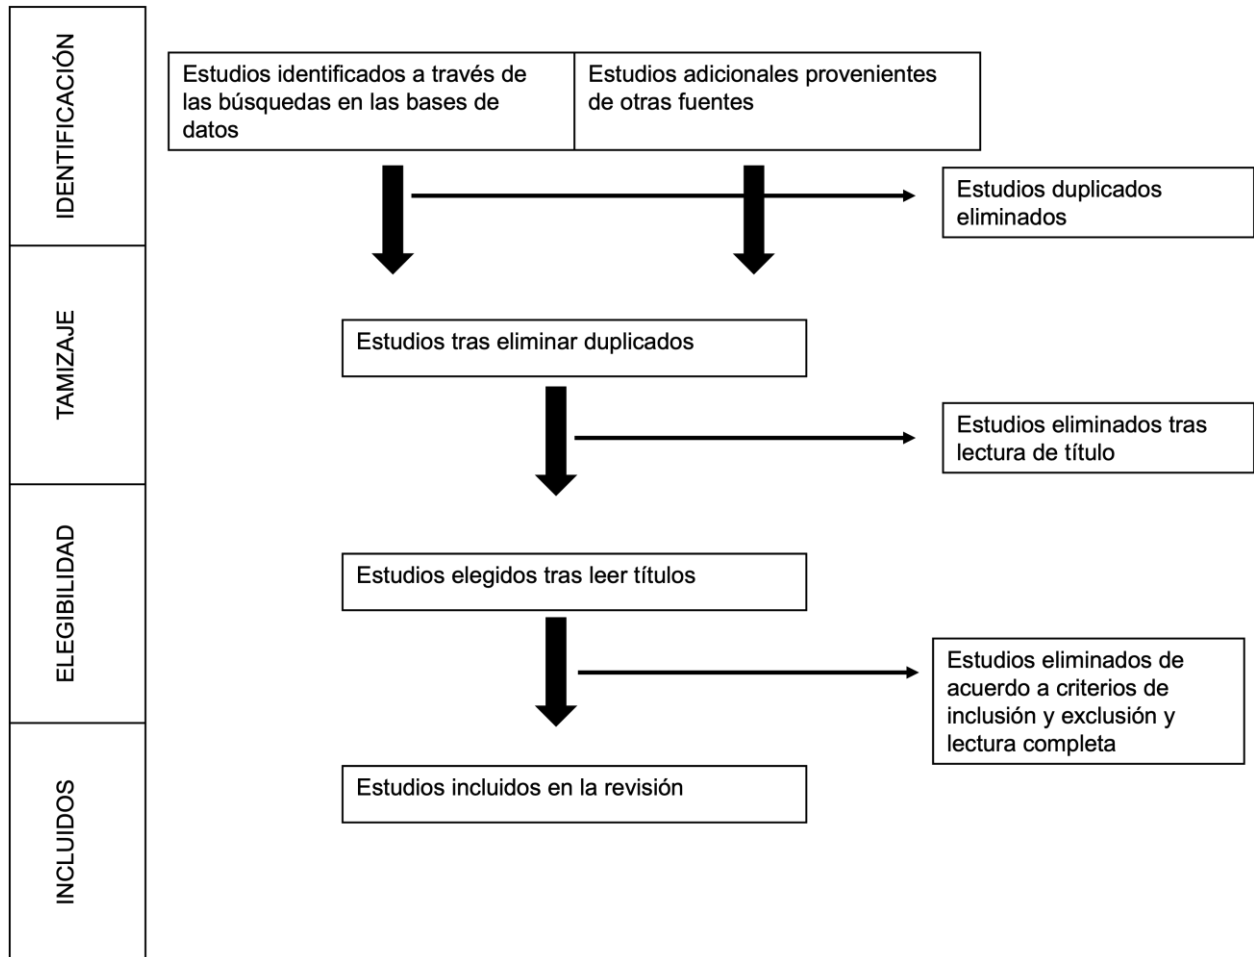 IDENTIFICACIÓN
Estudios identificados a través de
las búsquedas en las bases de
datos
Estudios adicionales provenientes
de otras fuentes
Estudios duplicados
eliminados
TAMIZAJE
Estudios tras eliminar duplicados
Estudios eliminados tras
lectura de título
ELEGIBILIDAD
Estudios elegidos tras leer títulos
Estudios eliminados de
acuerdo a criterios de
inclusión y exclusión y
lectura completa
INCLUIDOS
Estudios incluidos en la revisión